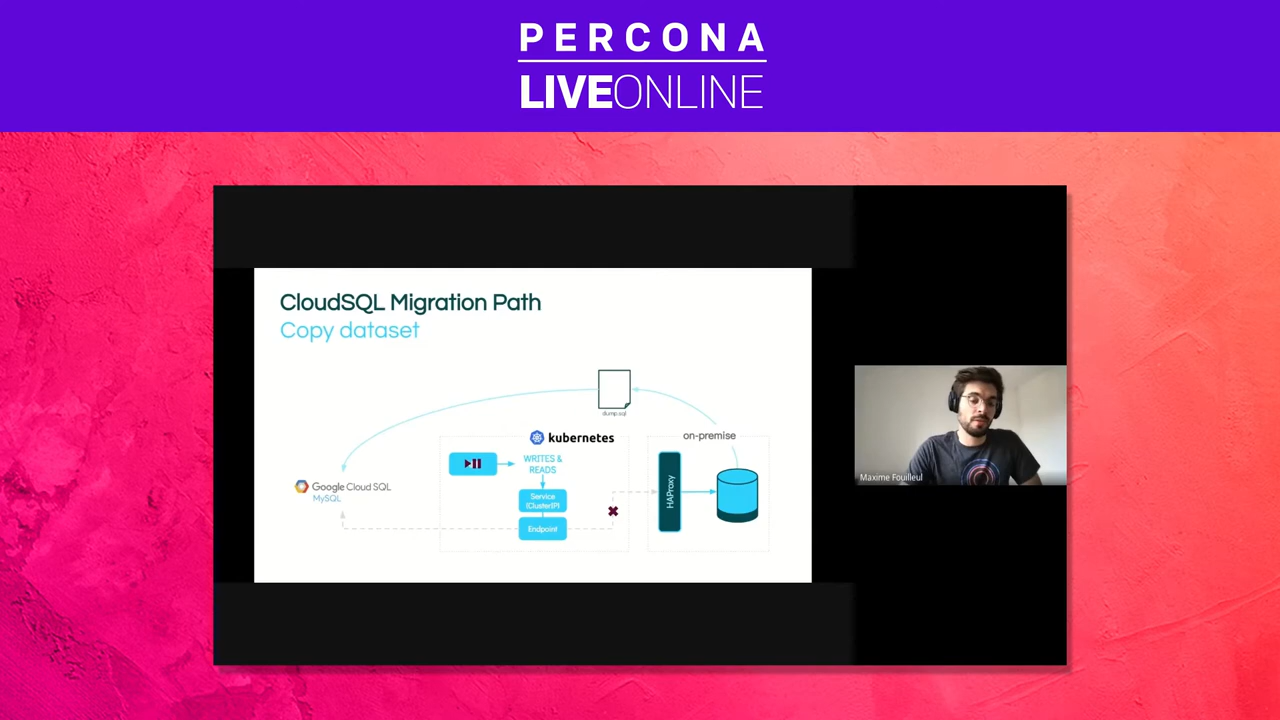 PERCONA
LIVEONLINE
CloudSQL Migration Path
Copy dataset
dump.sql
kubernetes
on-premise
WRITES &
READS
Google Cloud SQL
MySQL
Service
(ClusterIP)
Endpoint
HAProxy
Maxime Fouilleul